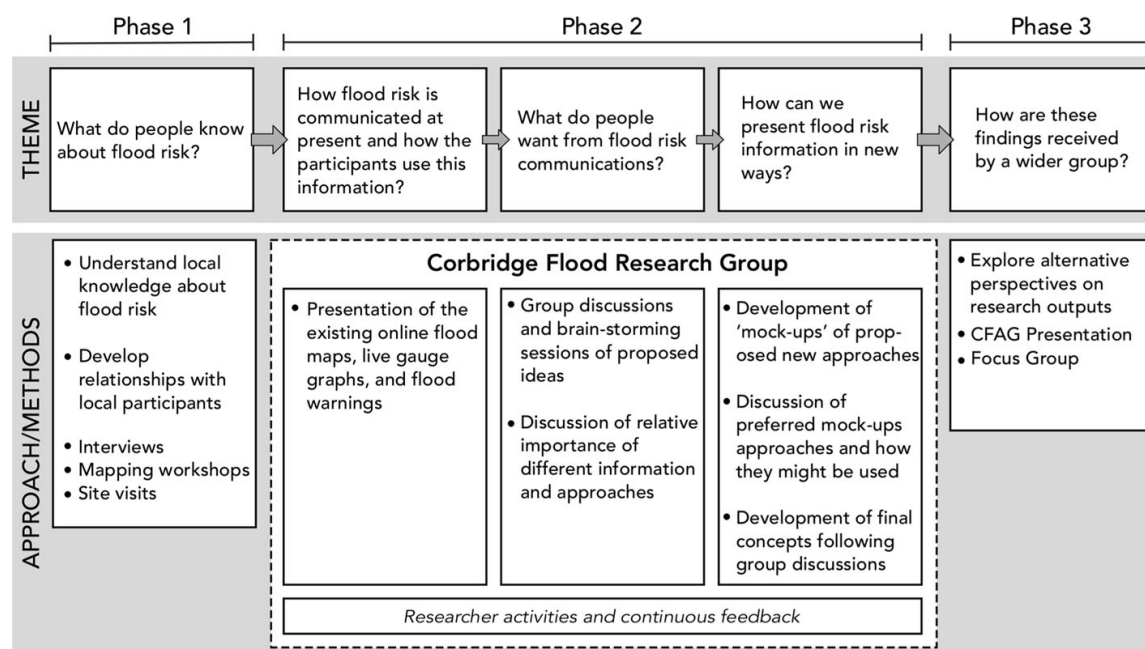 Phase 1
Phase 2
Phase 3
THEME
What do people know
about flood risk?
How flood risk is
communicated at
present and how the
participants use this
information?
What do people
want from flood risk
communications?
How can we
present flood risk
information in new
ways?
How are these
findings received
by a wider group?
APPROACH/METHODS
• Understand local
knowledge about
flood risk
• Develop
relationships with
local participants
• Interviews
• Mapping workshops
• Site visits
Corbridge Flood Research Group
• Presentation of the
existing online flood
maps, live gauge
graphs, and flood
warnings
• Group discussions
and brain-storming
sessions of proposed
ideas
• Discussion of relative
importance of
different information
and approaches
• Development of
‘mock-ups’ of prop-
osed new approaches
• Discussion of
preferred mock-ups
approaches and how
they might be used
• Development of final
concepts following
group discussions
Researcher activities and continuous feedback
• Explore alternative
perspectives on
research outputs
• CFAG Presentation
• Focus Group